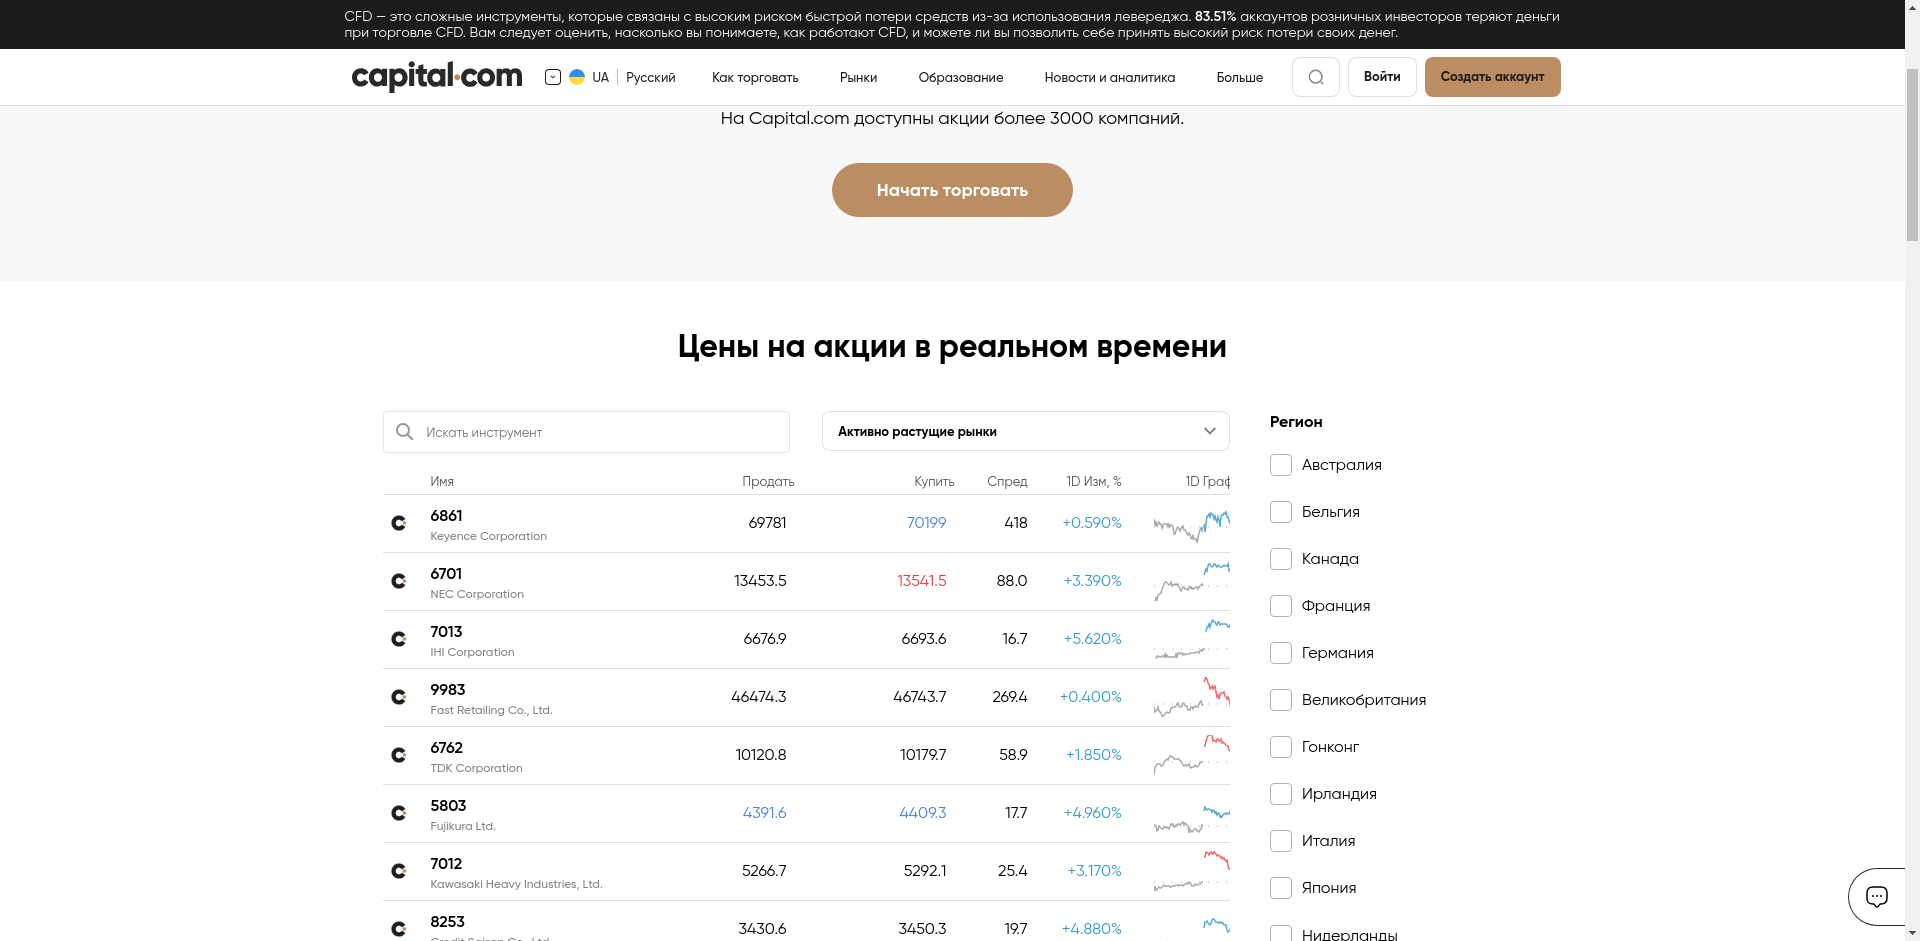 CFD — это сложные инструменты, которые связаны с высоким риском быстрой потери средств из-за использования левереджа. 83.51% аккаунтов розничных инвесторов теряют деньги
при торговле CFD. Вам следует оценить, насколько вы понимаете, как работают CFD, и можете ли вы позволить себе принять высокий риск потери своих денег.
capital.com UA Русский Как торговать Рынки Образование Новости и аналитика Больше Войти Создать аккаунт
На Capital.com доступны акции более 3000 компаний.
Начать торговать
Цены на акции в реальном времени
Искать инструмент
Активно растущие рынки
Имя Продать Купить Спред 1D Изм, % 1D Граф
6861 69781 70199 418 +0.590%
Keyence Corporation
6701 13453.5 13541.5 88.0 +3.390%
NEC Corporation
7013 6676.9 6693.6 16.7 +5.620%
IHI Corporation
9983 46474.3 46743.7 269.4 +0.400%
Fast Retailing Co., Ltd.
6762 10120.8 10179.7 58.9 +1.850%
TDK Corporation
5803 4391.6 4409.3 17.7 +4.960%
Fujikura Ltd.
7012 5266.7 5292.1 25.4 +3.170%
Kawasaki Heavy Industries, Ltd.
8253 3430.6 3450.3 19.7 +4.880%
Credit Saison Co., Ltd.
Регион
Австралия
Бельгия
Канада
Франция
Германия
Великобритания
Гонконг
Ирландия
Италия
Япония
Нидерланды